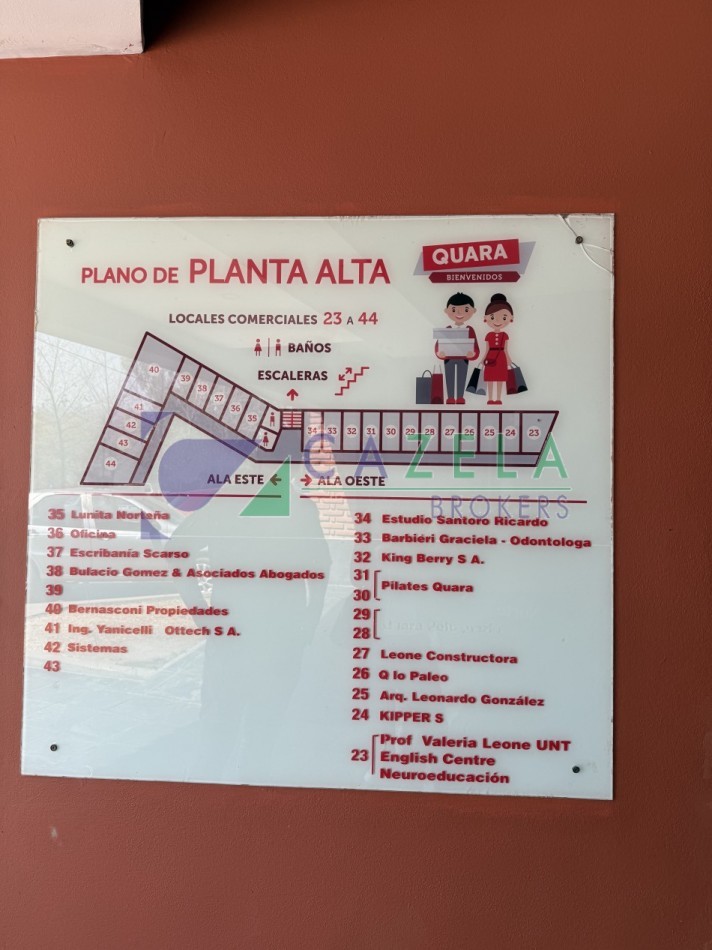 QUARA
BIENVENIDOS
PLANO DE PLANTA ALTA
LOCALES COMERCIALES 23 A 44
BAÑOS
ESCALERAS
40 39 38 37 36 35
41
42
43
44
34 33 32 31 30 29 28 27 26 25 24 23
ALA ESTE
ALA OESTE
CAZELA
BROKERS
35 Lunita Norteña
36 Oficina
37 Escribanía Scarso
38 Bulacio Gomez & Asociados Abogados
39
40 Bernasconi Propiedades
41 Ing. Yanicelli Ottech S A.
42 Sistemas
43
34 Estudio Santoro Ricardo
33 Barbiéri Graciela - Odontologa
32 King Berry S A.
31
30 Pilates Quara
29
28
27 Leone Constructora
26 Q lo Paleo
25 Arq. Leonardo González
24 KIPPER S
23 Prof Valeria Leone UNT
English Centre
Neuroeducación